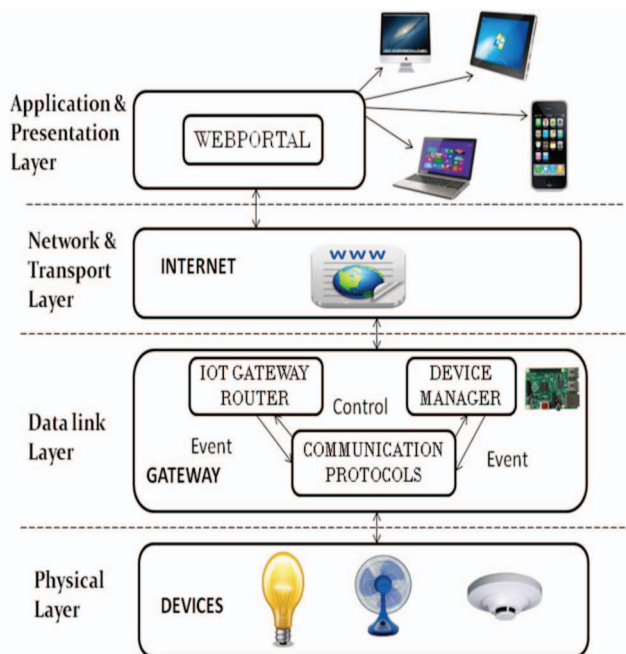 Application &
Presentation
Layer
WEBPORTAL
Network &
Transport
Layer
INTERNET
WWW
Data link
Layer
IOT GATEWAY
ROUTER
DEVICE
MANAGER
Control
Event
COMMUNICATION
PROTOCOLS
Event
GATEWAY
Physical
Layer
DEVICES